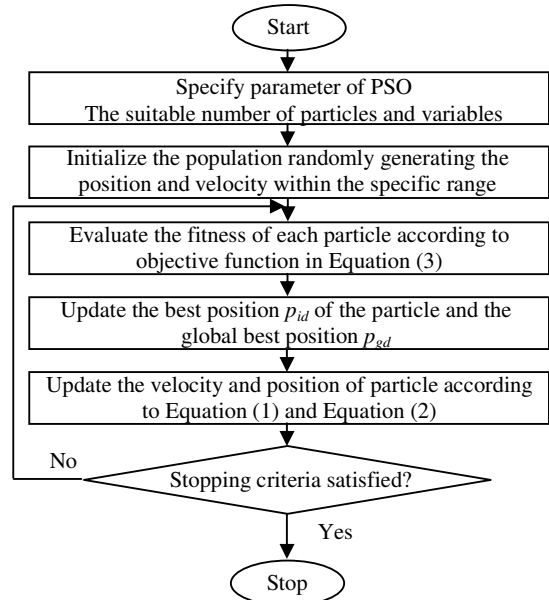 Start
Specify parameter of PSO
The suitable number of particles and variables
Initialize the population randomly generating the
position and velocity within the specific range
Evaluate the fitness of each particle according to
objective function in Equation (3)
Update the best position pid of the particle and the
global best position pgd
Update the velocity and position of particle according
to Equation (1) and Equation (2)
No
Stopping criteria satisfied?
Yes
Stop